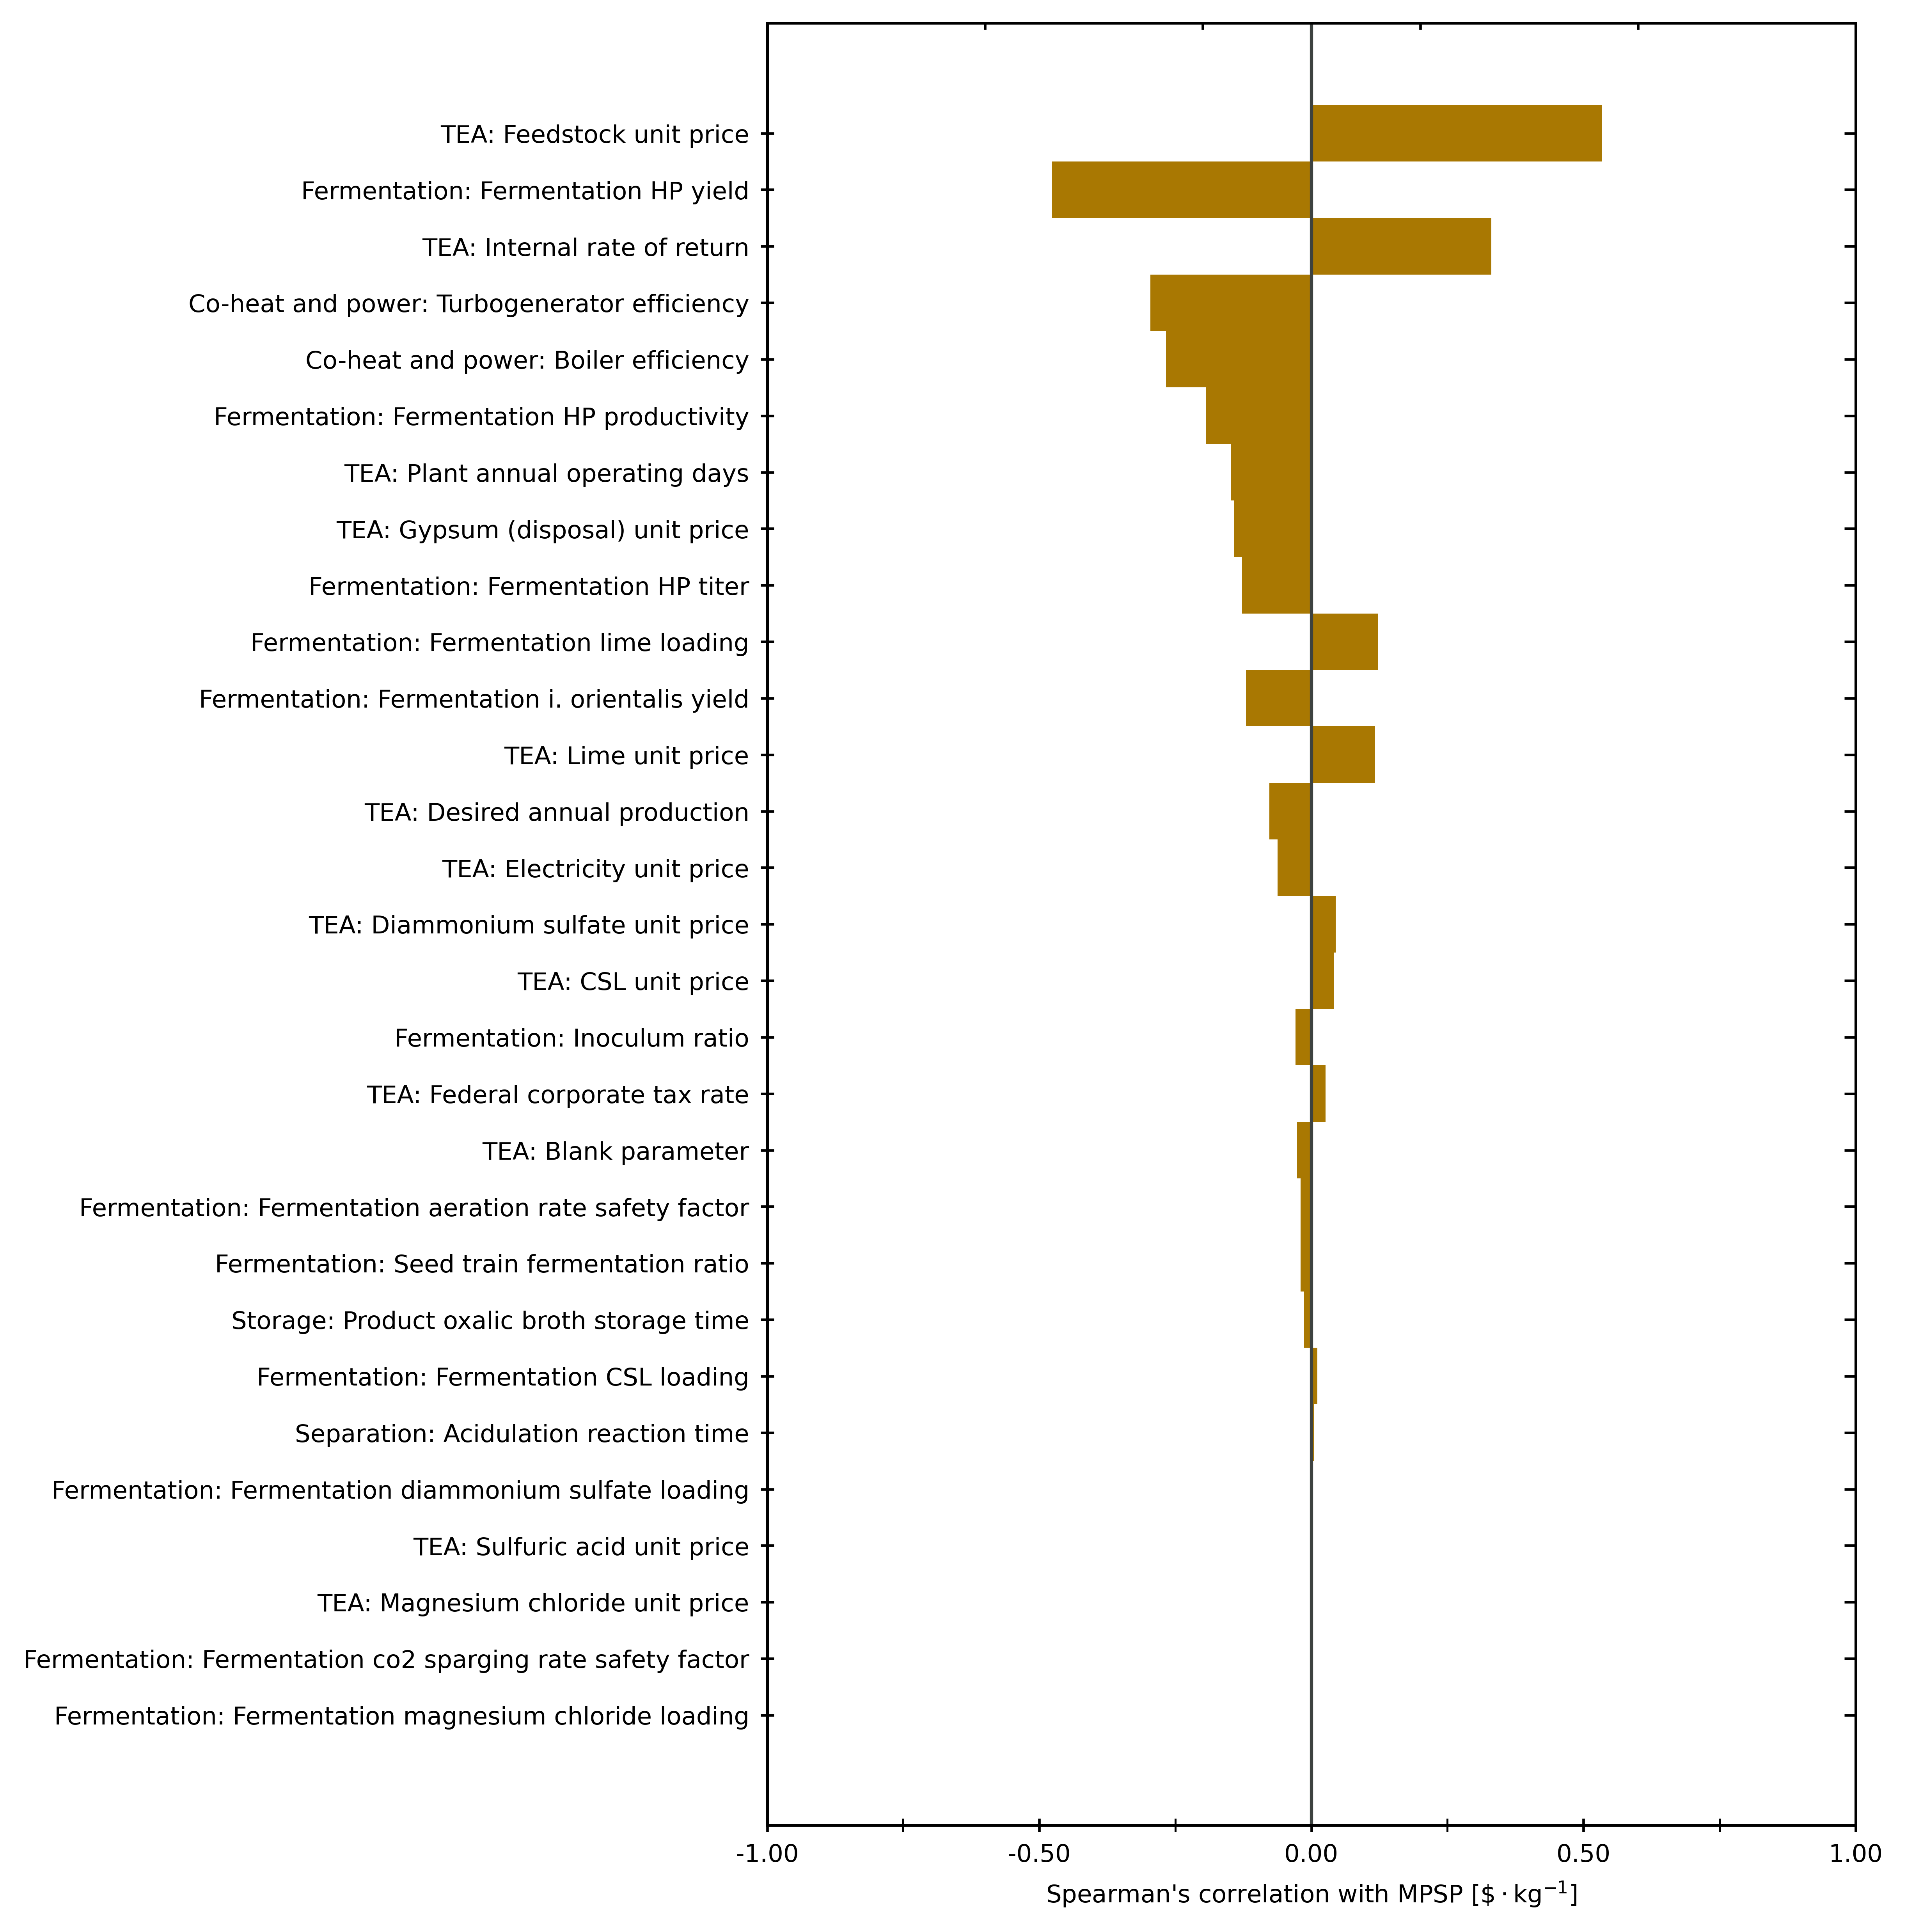 TEA: Feedstock unit price
Fermentation: Fermentation HP yield
TEA: Internal rate of return
Co-heat and power: Turbogenerator efficiency
Co-heat and power: Boiler efficiency
Fermentation: Fermentation HP productivity
TEA: Plant annual operating days
TEA: Gypsum (disposal) unit price
Fermentation: Fermentation HP titer
Fermentation: Fermentation lime loading
Fermentation: Fermentation i. orientalis yield
TEA: Lime unit price
TEA: Desired annual production
TEA: Electricity unit price
TEA: Diammonium sulfate unit price
TEA: CSL unit price
Fermentation: Inoculum ratio
TEA: Federal corporate tax rate
TEA: Blank parameter
Fermentation: Fermentation aeration rate safety factor
Fermentation: Seed train fermentation ratio
Storage: Product oxalic broth storage time
Fermentation: Fermentation CSL loading
Separation: Acidulation reaction time
Fermentation: Fermentation diammonium sulfate loading
TEA: Sulfuric acid unit price
TEA: Magnesium chloride unit price
Fermentation: Fermentation co2 sparging rate safety factor
Fermentation: Fermentation magnesium chloride loading
-1.00 -0.50 0.00 0.50 1.00
Spearman's correlation with MPSP [$·kg⁻¹]